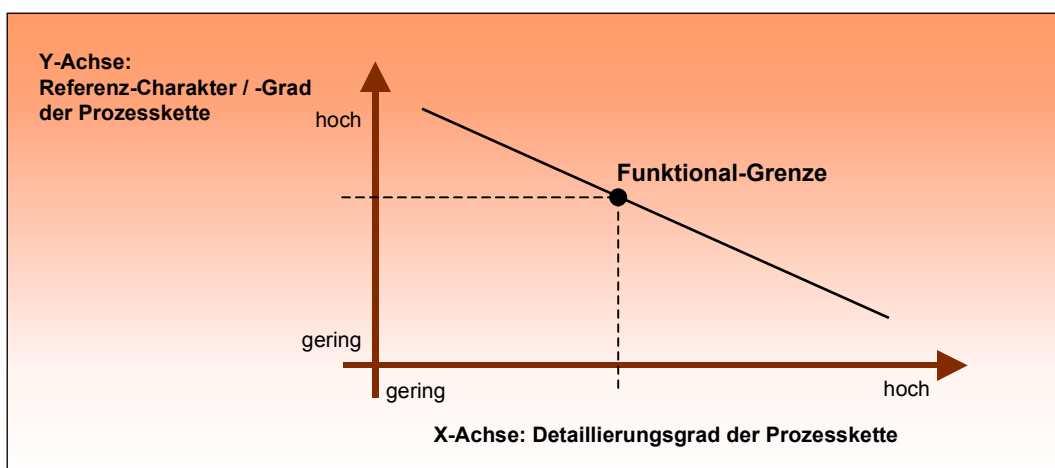 Y-Achse:
Referenz-Charakter / -Grad
der Prozesskette
hoch
Funktional-Grenze
gering
gering
hoch
X-Achse: Detaillierungsgrad der Prozesskette